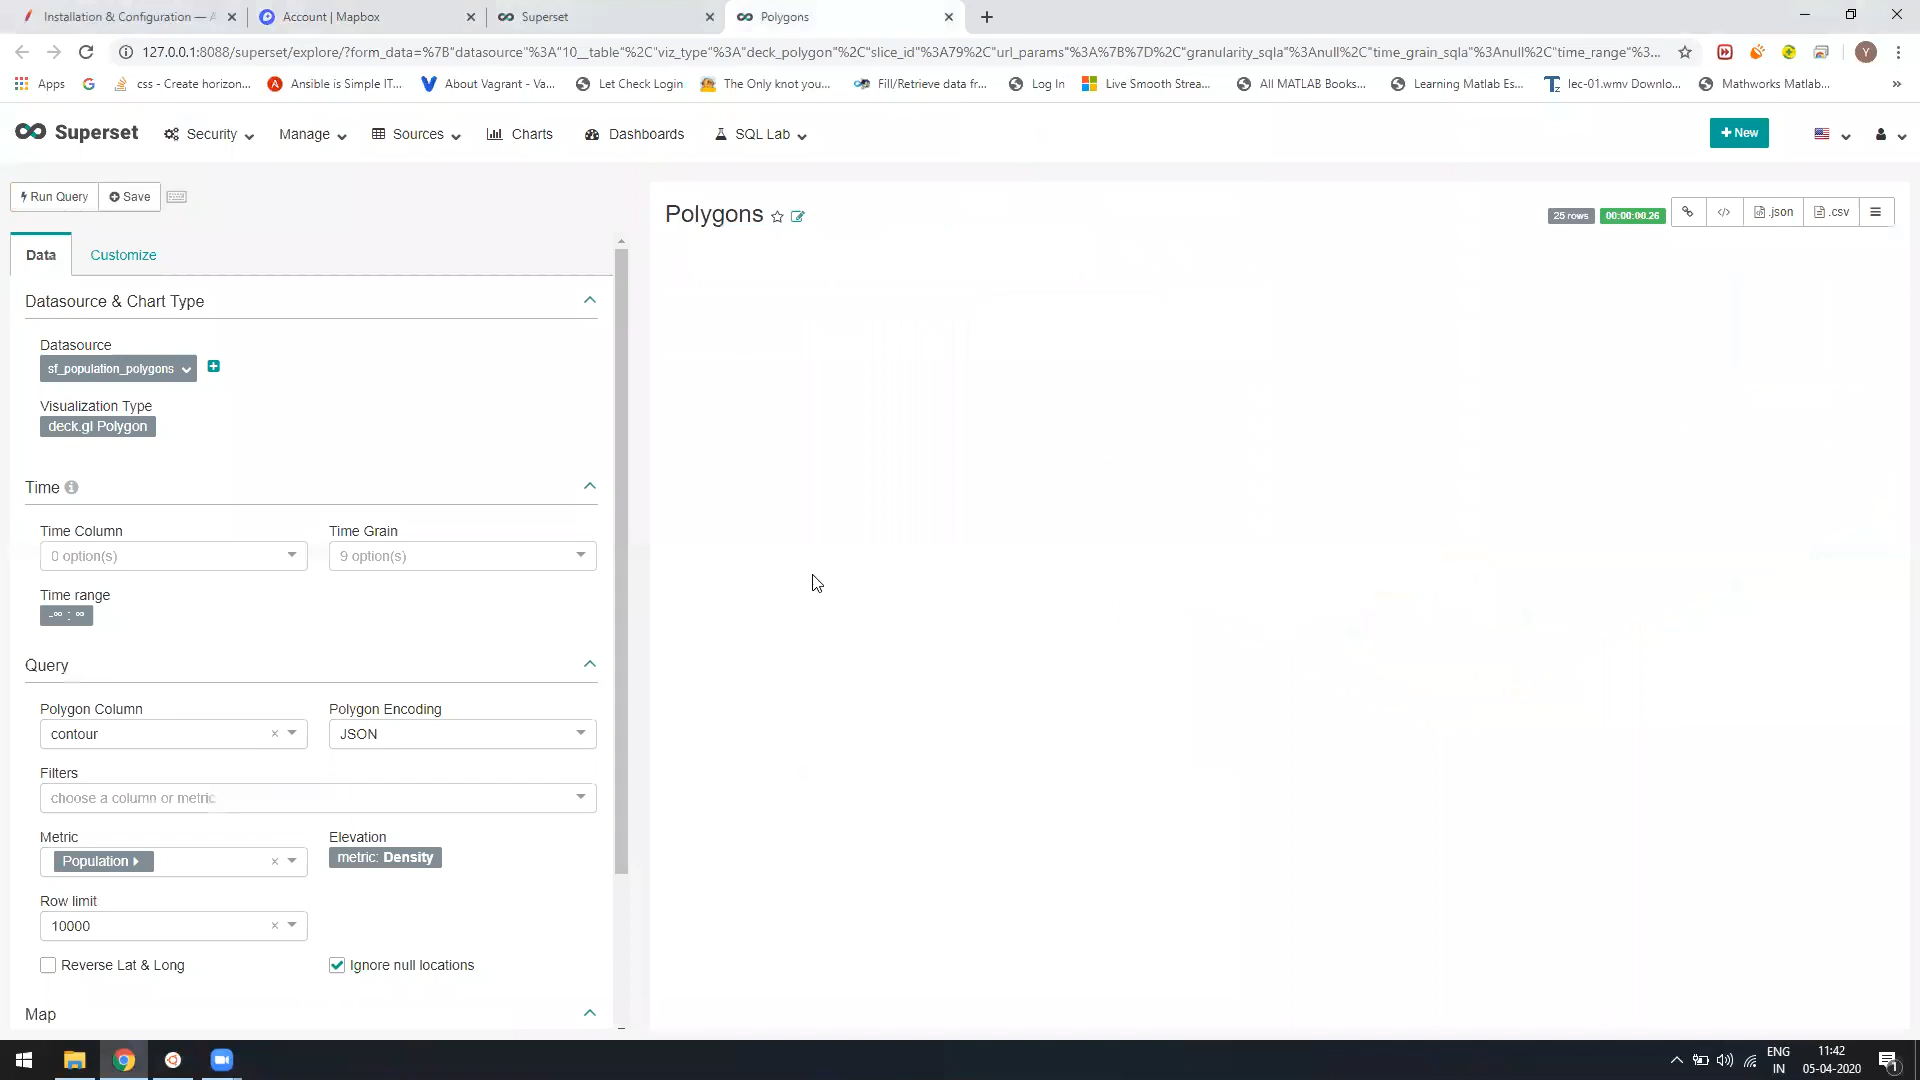 Installation & Configuration — A
Account | Mapbox
Superset
Polygons
127.0.0.1:8088/superset/explore/?form_data=%7B"datasource"%3A"10__table"%2C"viz_type"%3A"deck_polygon"%2C"slice_id"%3A79%2C"url_params"%3A%7B%7D%2C"granularity_sqla"%3Anull%2C"time_grain_sqla"%3Anull%2C"time_range"%3...
Y
Apps
css - Create horizon...
Ansible is Simple IT...
About Vagrant - Va...
Let Check Login
The Only knot you...
Fill/Retrieve data fr...
Log In
Live Smooth Strea...
All MATLAB Books...
Learning Matlab Es...
lec-01.wmv Downlo...
Mathworks Matlab...
»
Superset
Security
Manage
Sources
Charts
Dashboards
SQL Lab
+ New
Run Query
Save
Polygons
25 rows
00:00:00.26
.json
.csv
Data
Customize
Datasource & Chart Type
Datasource
sf_population_polygons
Visualization Type
deck.gl Polygon
Time
Time Column
Time Grain
0 option(s)
9 option(s)
Time range
-∞ : ∞
Query
Polygon Column
Polygon Encoding
contour
JSON
Filters
choose a column or metric
Metric
Elevation
Population
metric: Density
Row limit
10000
Reverse Lat & Long
Ignore null locations
Map
ENG
IN
11:42
05-04-2020
1